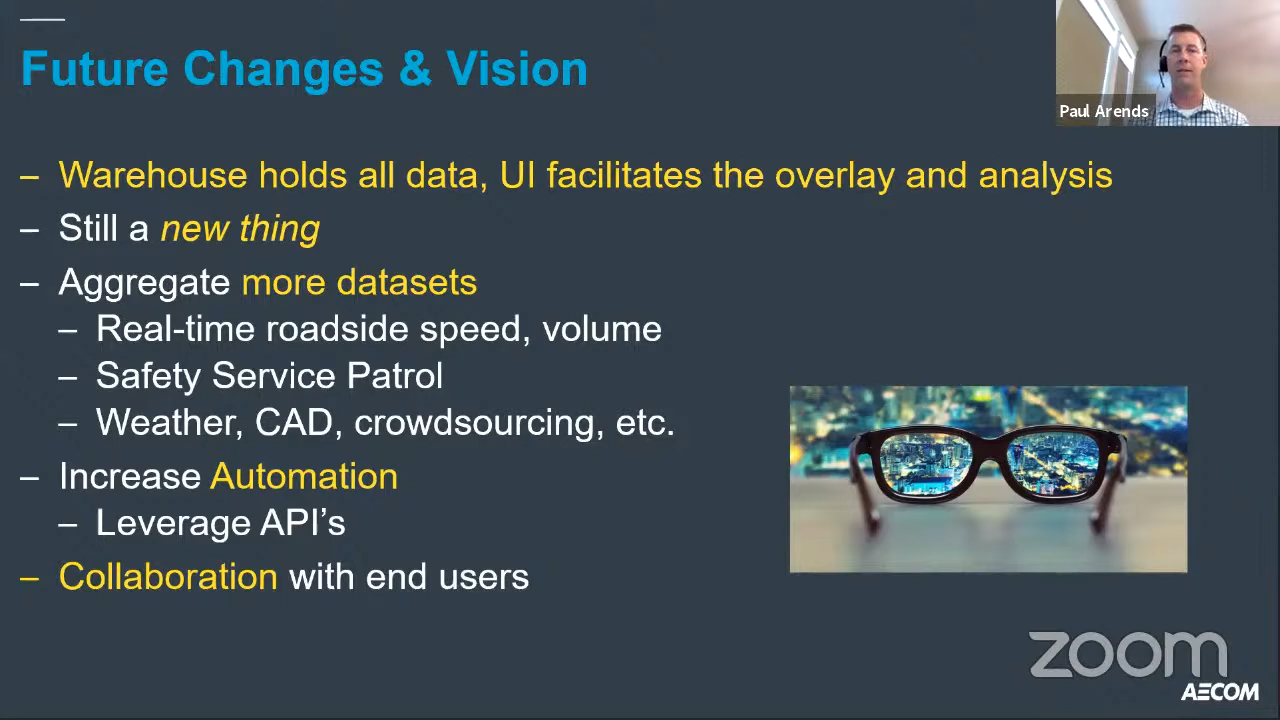 Future Changes & Vision
Paul Arends
– Warehouse holds all data, UI facilitates the overlay and analysis
– Still a new thing
– Aggregate more datasets
– Real-time roadside speed, volume
– Safety Service Patrol
– Weather, CAD, crowdsourcing, etc.
– Increase Automation
– Leverage API’s
– Collaboration with end users
zoom
AECOM